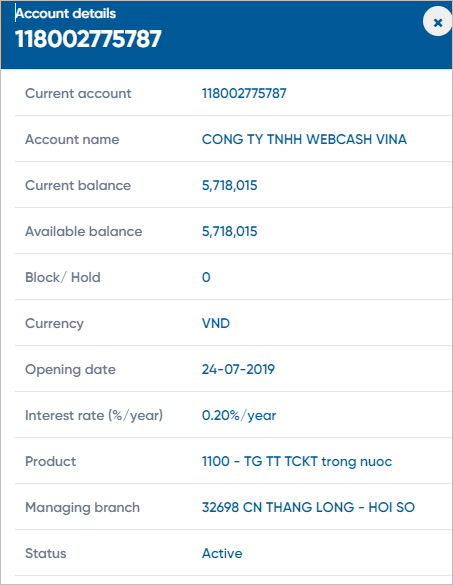 Account details
118002775787
Current account 118002775787
Account name CONG TY TNHH WEBCASH VINA
Current balance 5,718,015
Available balance 5,718,015
Block/ Hold 0
Currency VND
Opening date 24-07-2019
Interest rate (%/year) 0.20%/year
Product 1100 - TG TT TCKT trong nuoc
Managing branch 32698 CN THANG LONG - HOI SO
Status Active